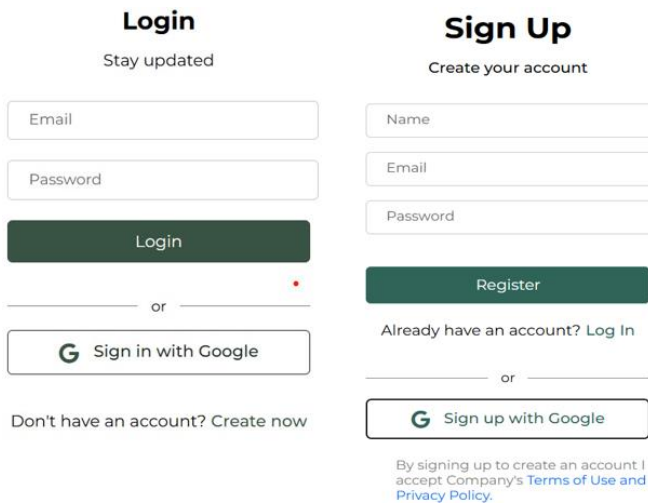 Login
Stay updated
Email
Password
Login
or
Sign in with Google
Don't have an account? Create now
Sign Up
Create your account
Name
Email
Password
Register
Already have an account? Log In
or
Sign up with Google
By signing up to create an account I
accept Company's Terms of Use and
Privacy Policy.